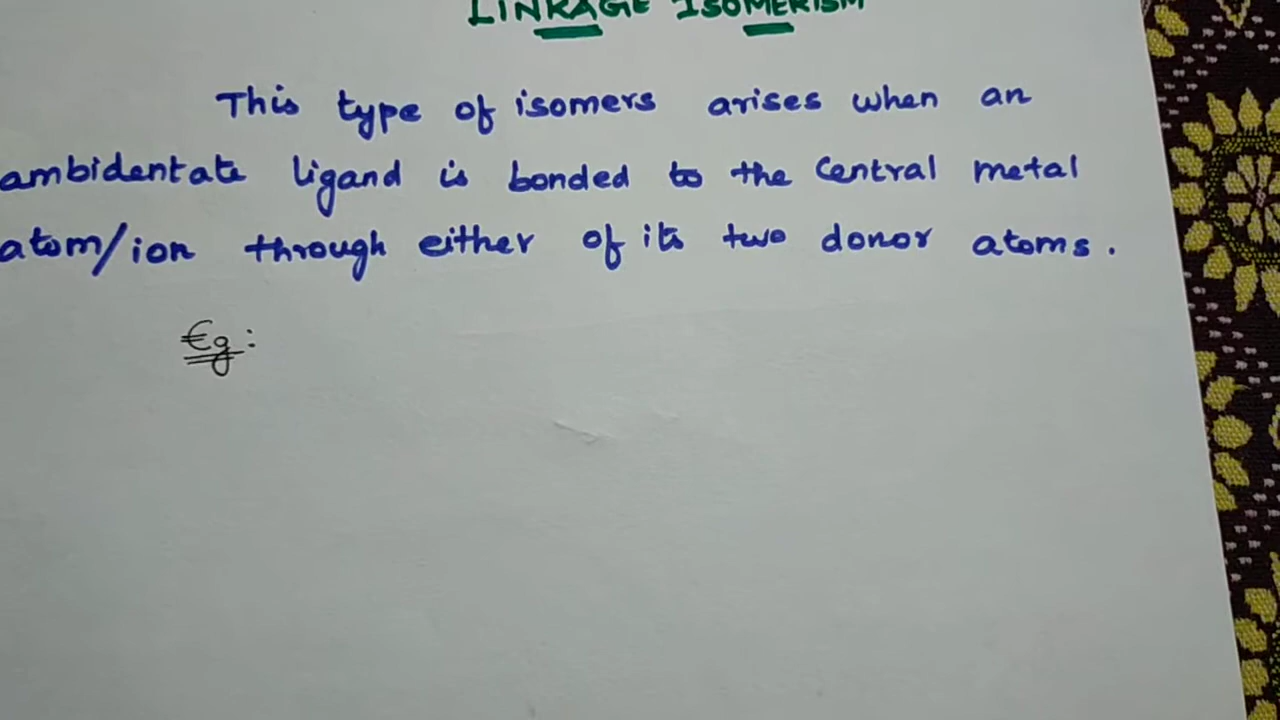 LINKAGE ISOMERISM
This type of isomers arises when an
ambidentate ligand is bonded to the central metal
atom/ion through either of its two donor atoms.
Eg: